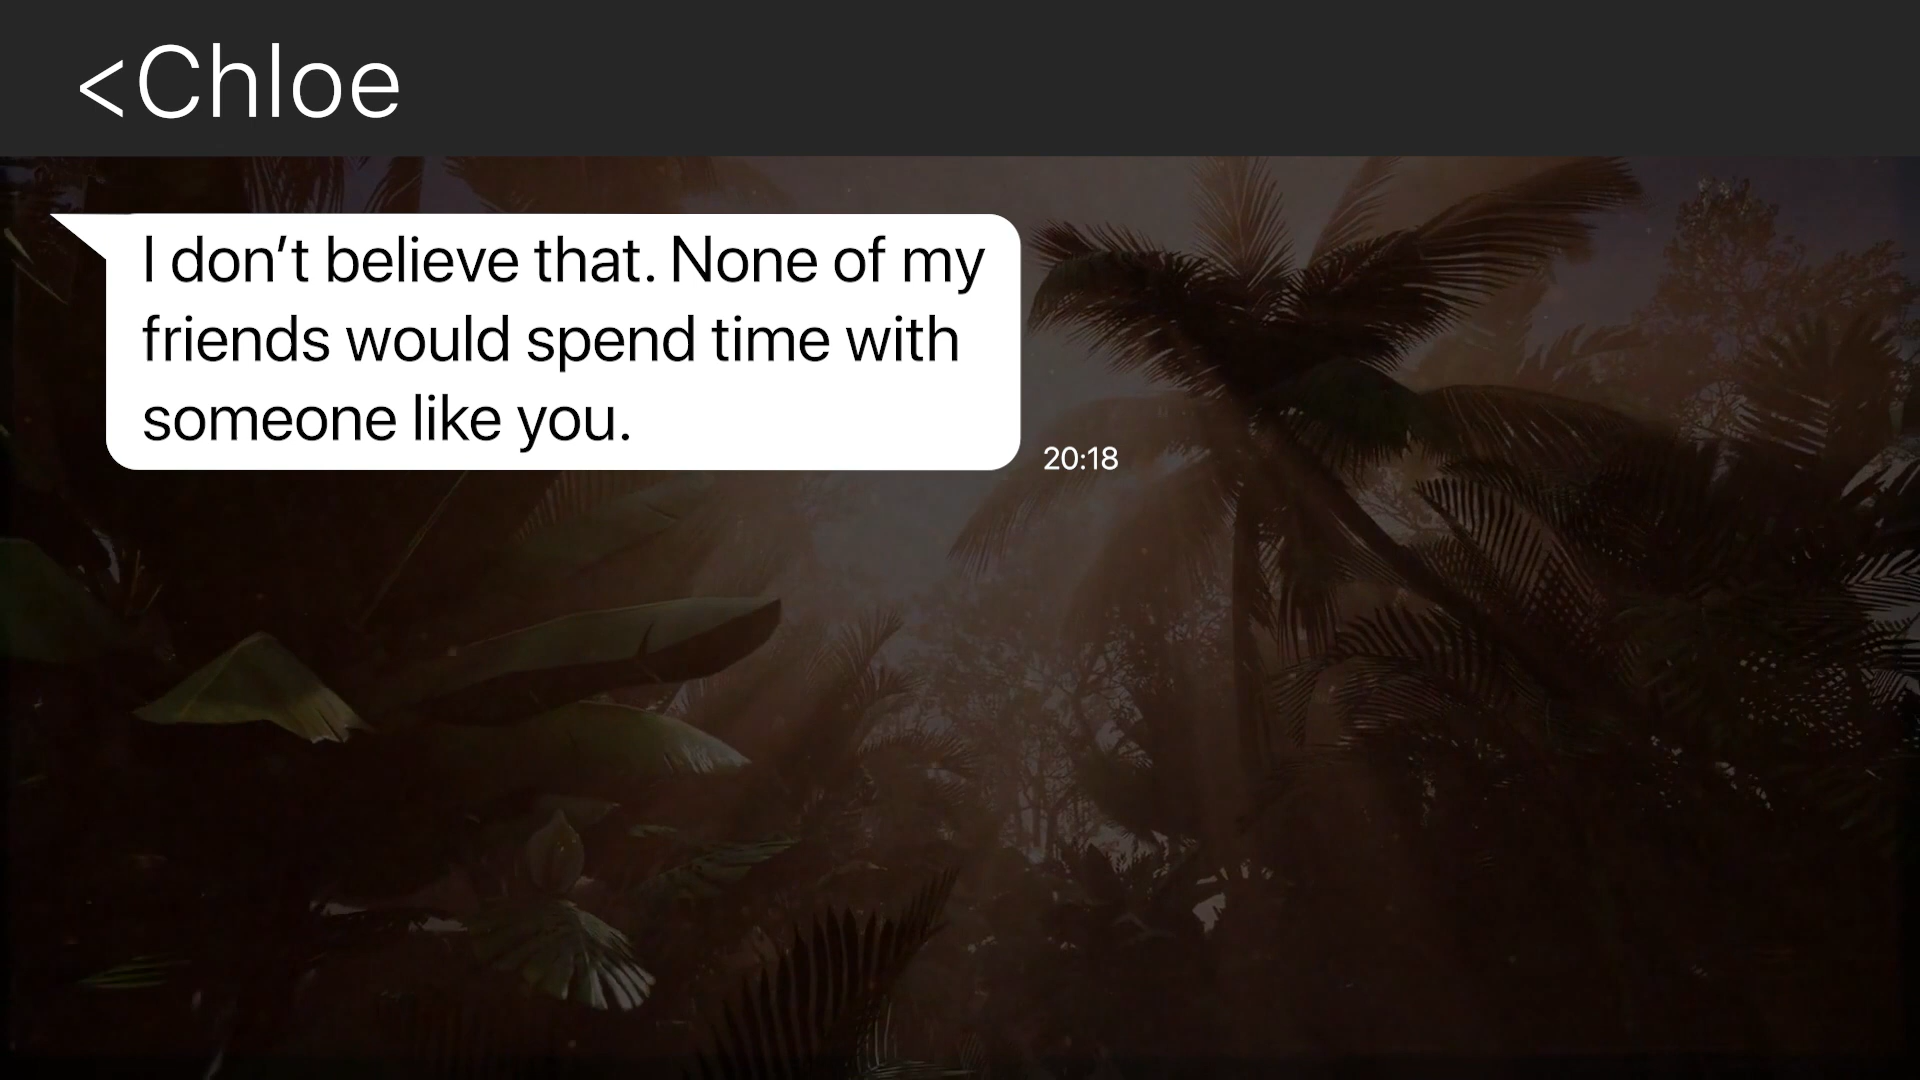 <Chloe
I don’t believe that. None of my
friends would spend time with
someone like you.
20:18